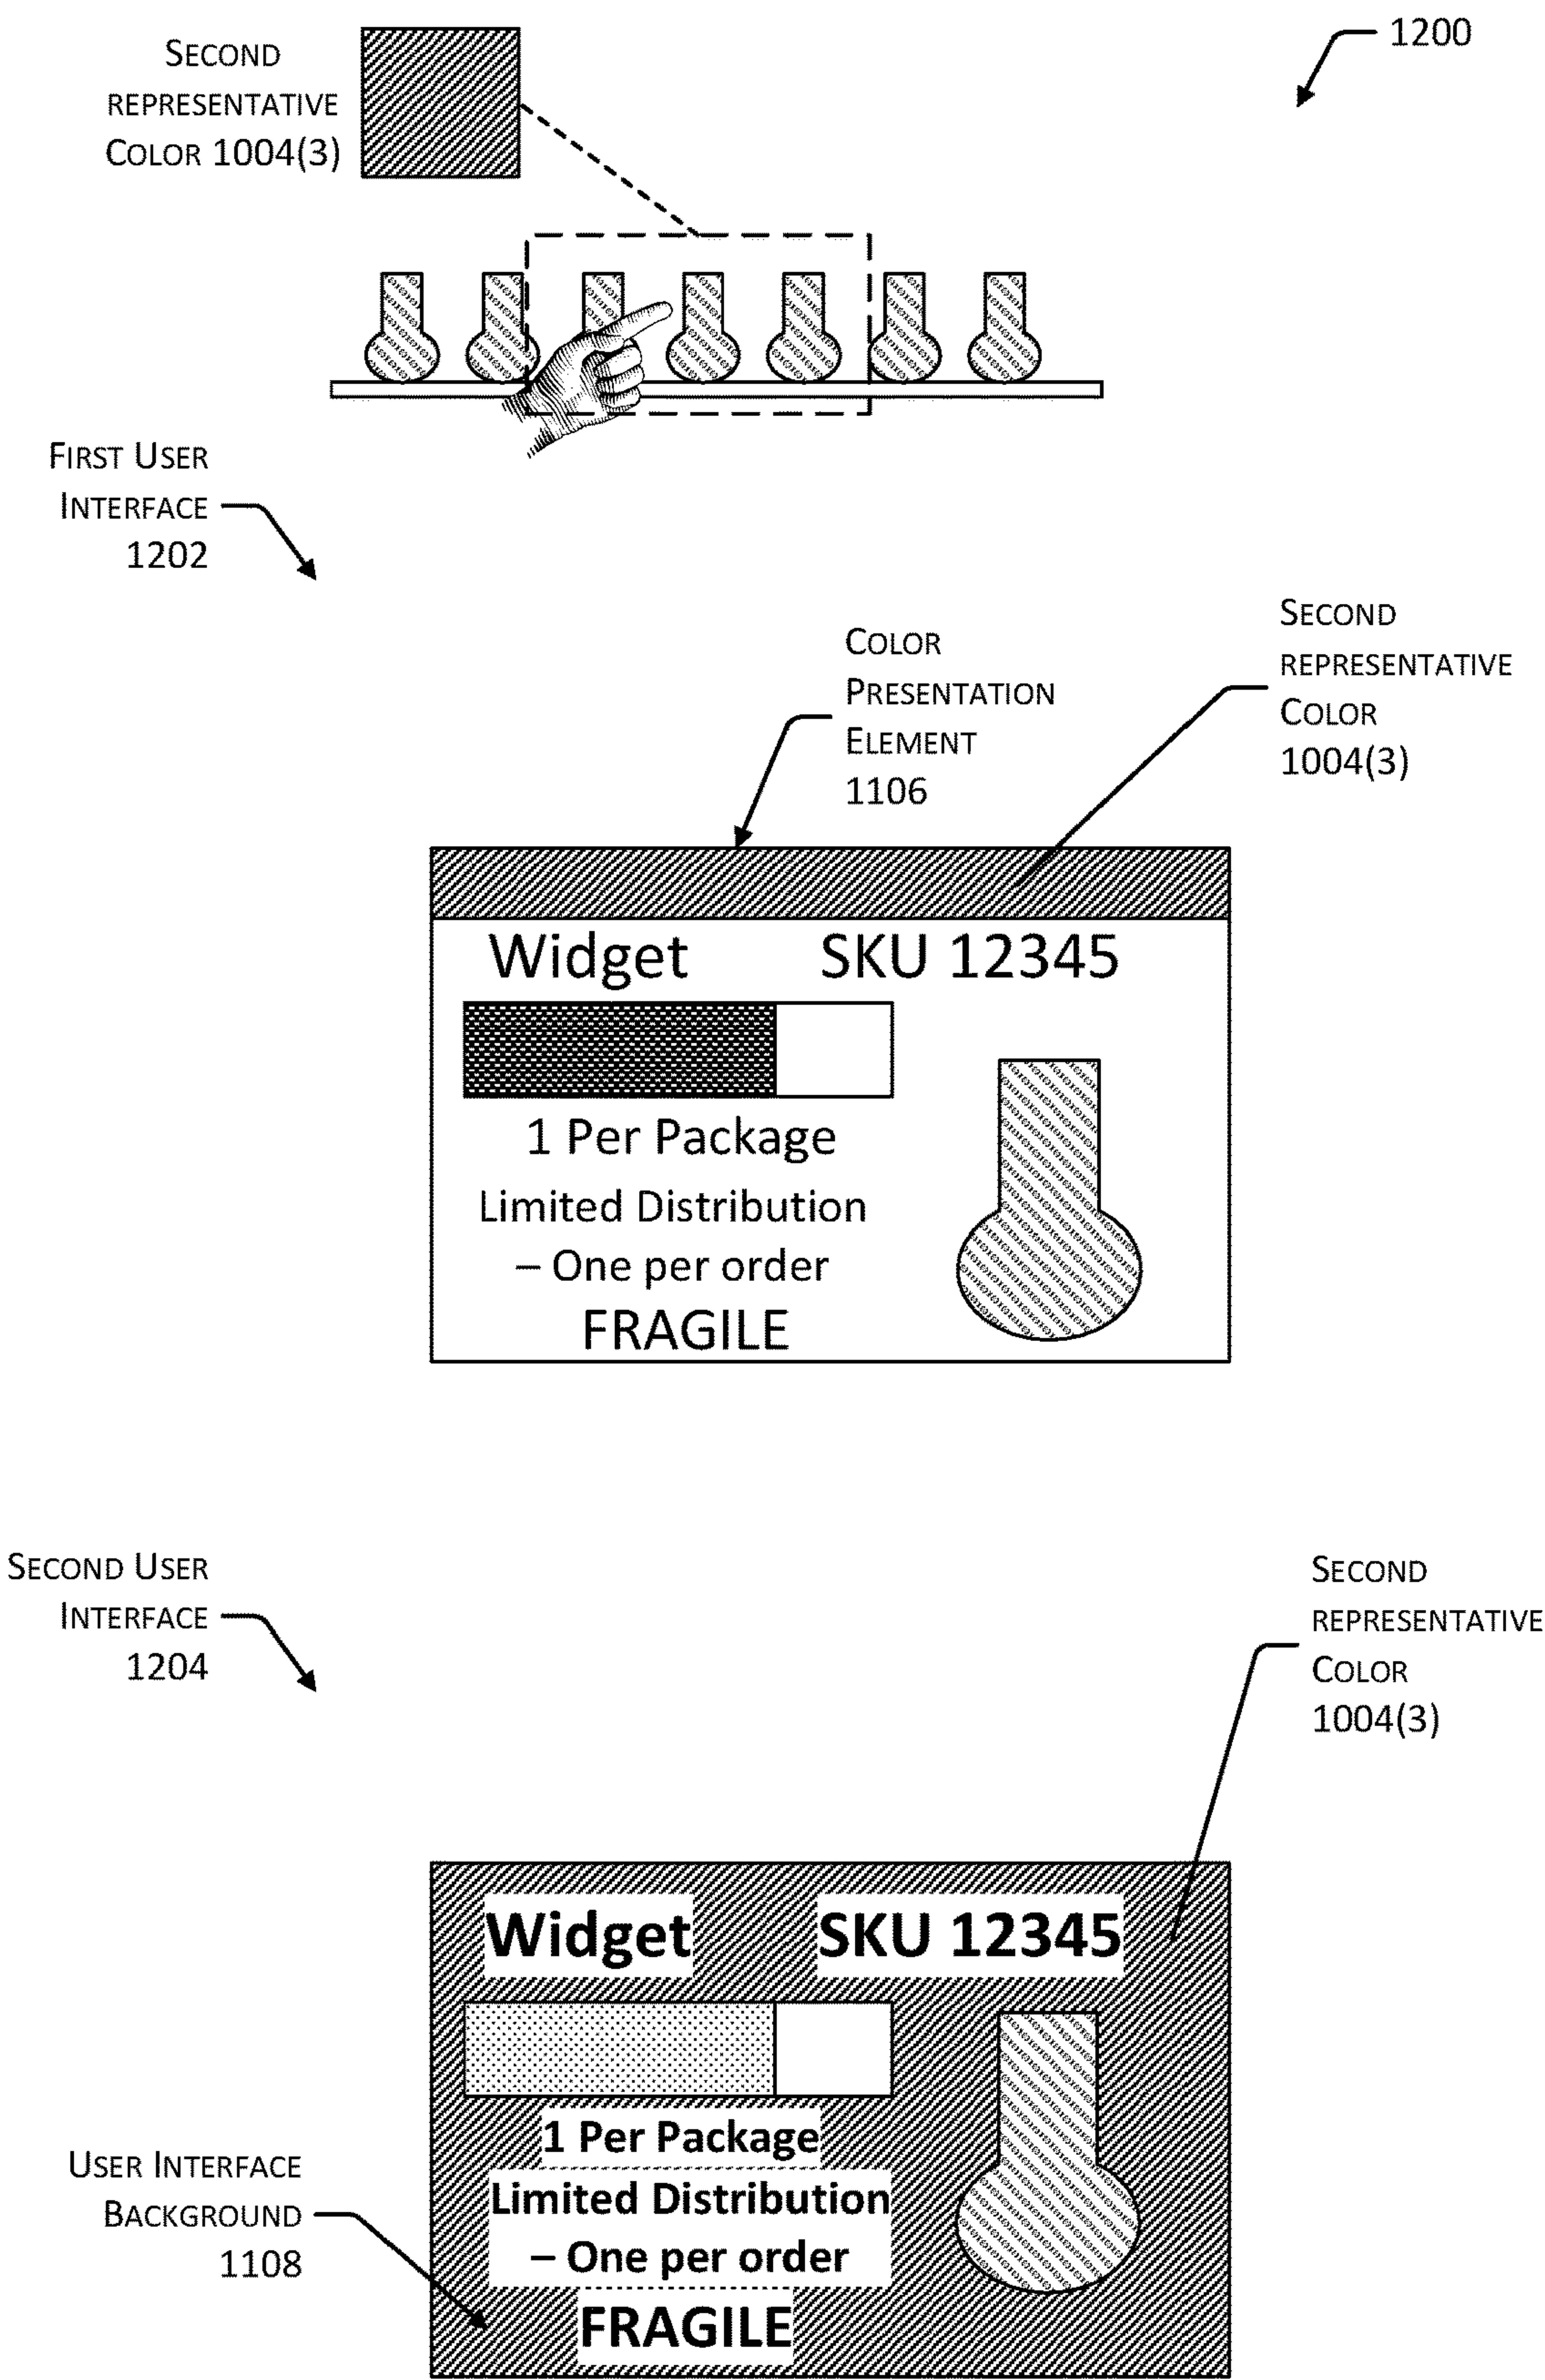 1200
Second
representative
Color 1004(3)
First User
Interface
1202
Color
Presentation
Element
1106
Second
representative
Color
1004(3)
Widget SKU 12345
1 Per Package
Limited Distribution
– One per order
FRAGILE
Second User
Interface
1204
Second
representative
Color
1004(3)
Widget SKU 12345
1 Per Package
Limited Distribution
– One per order
FRAGILE
User Interface
Background
1108